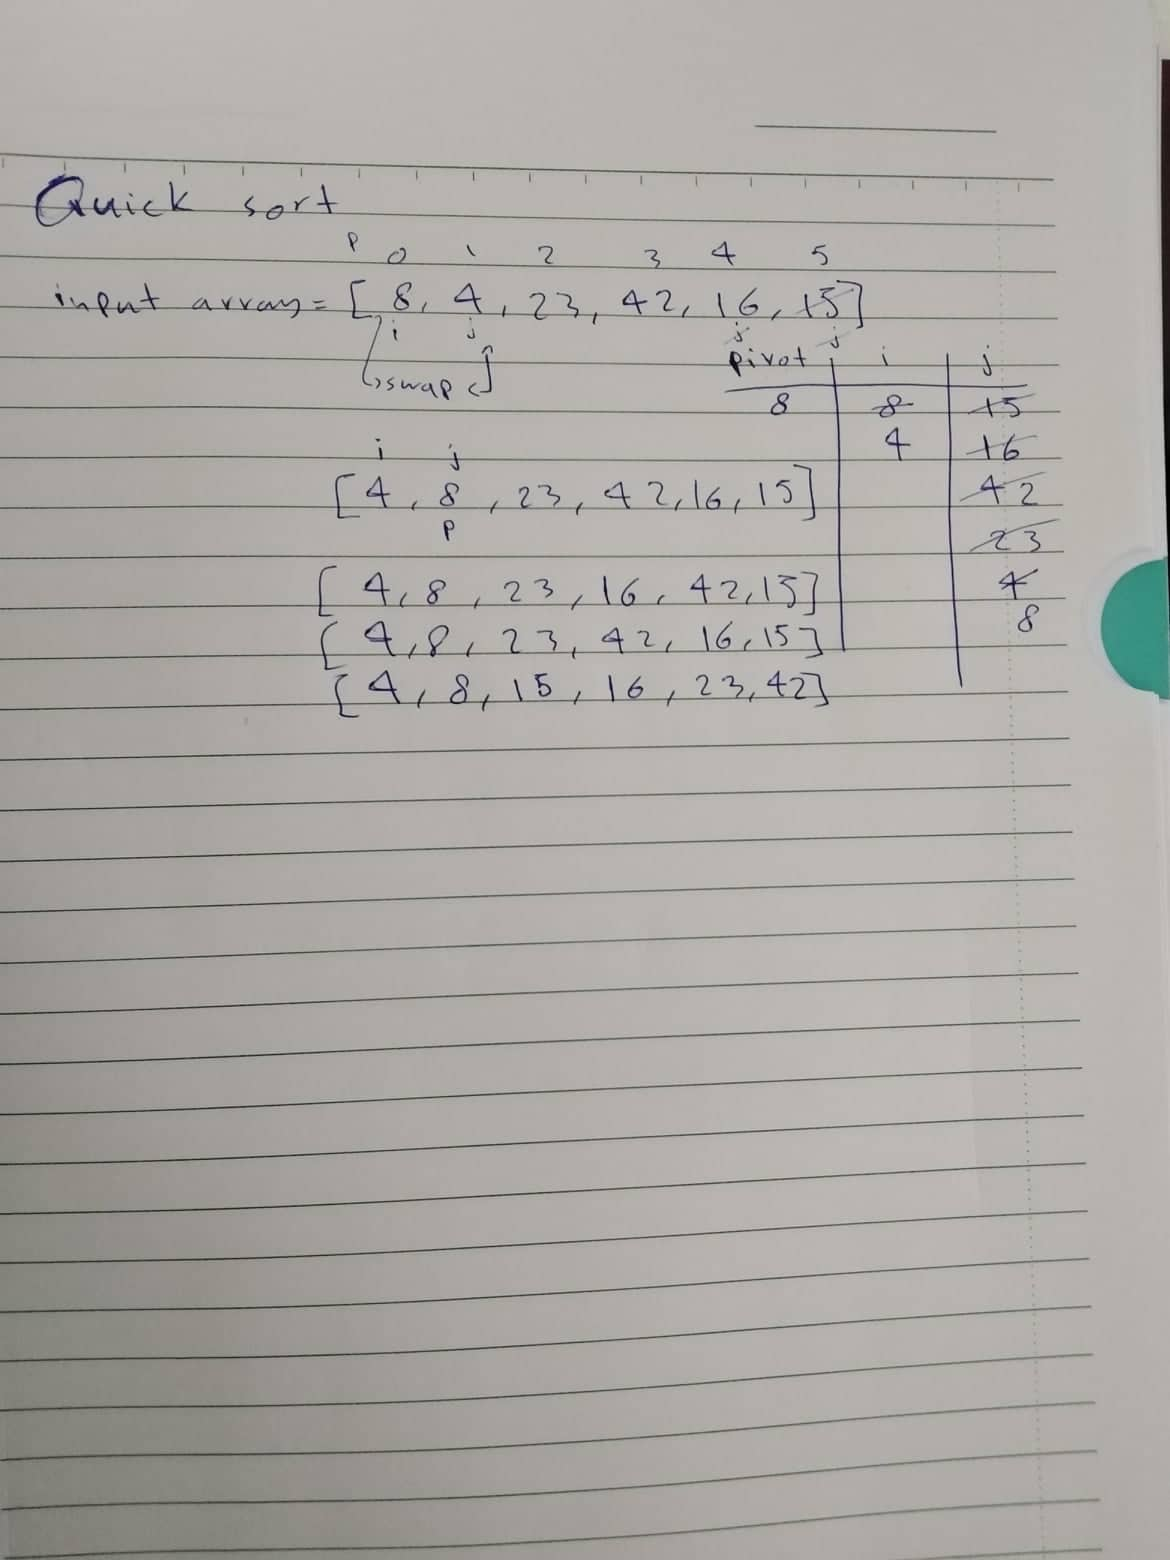 Quick sort
P 0 1 2 3 4 5
input array = [ 8, 4, 23, 42, 16, 15]
i j j j
swap
pivot i j
8 8 15
4 16
i j
[4, 8, 23, 42, 16, 15] 42
P
23
[ 4, 8, 23, 16, 42, 15] 4
8
[ 4, 8, 23, 42, 16, 15]
[ 4, 8, 15, 16, 23, 42]